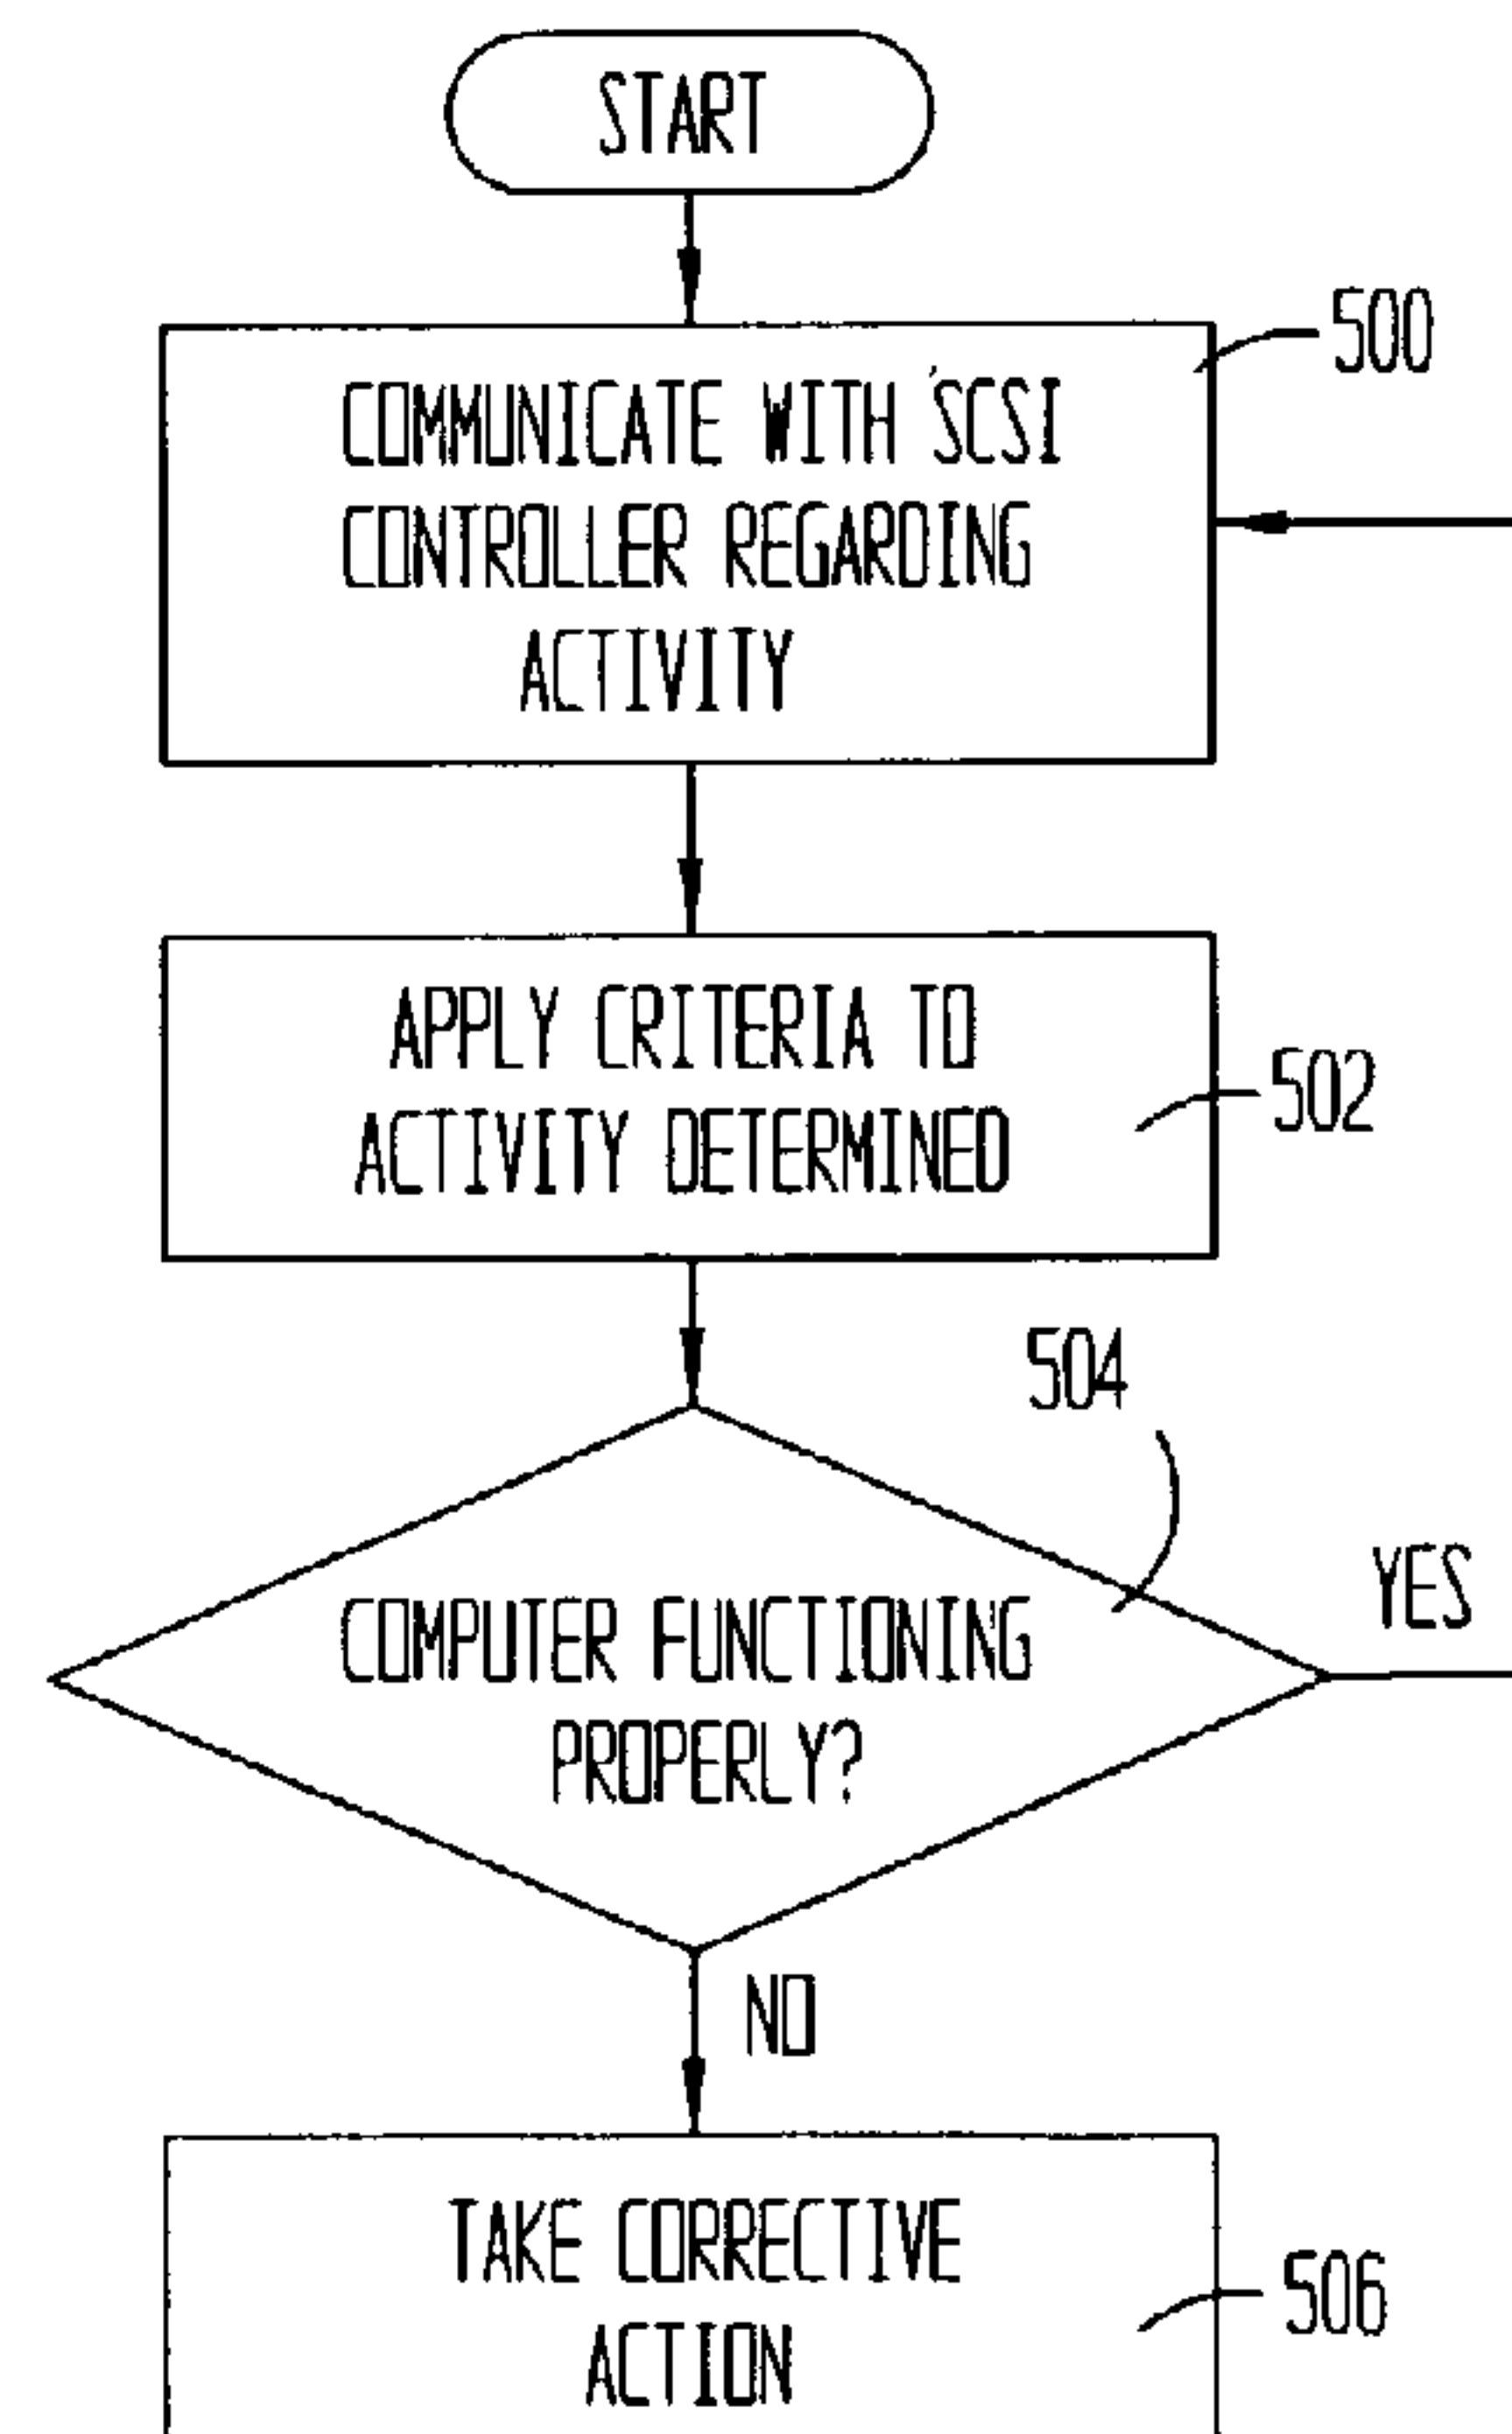 START
500
COMMUNICATE WITH SCSI
CONTROLLER REGARDING
ACTIVITY
APPLY CRITERIA TO
ACTIVITY DETERMINED
502
504
COMPUTER FUNCTIONING
PROPERLY?
YES
NO
TAKE CORRECTIVE
ACTION
506